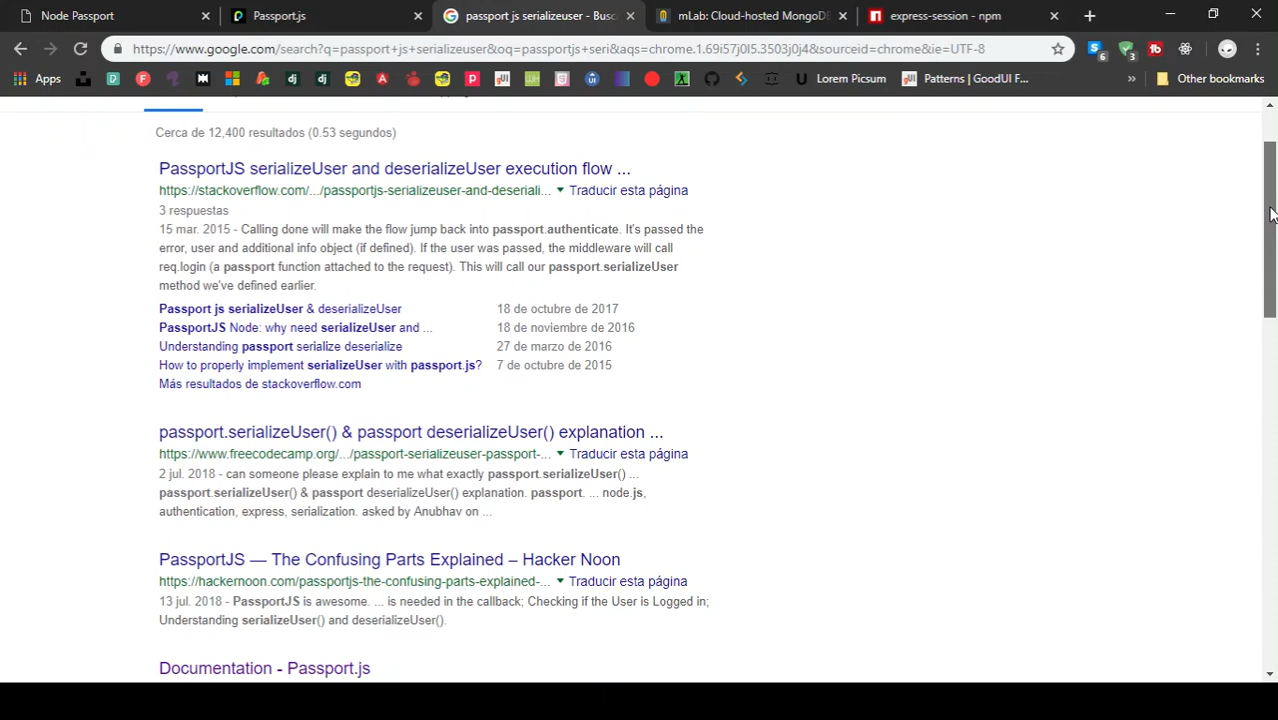 Node Passport
Passport.js
passport js serializeuser - Busc
mLab: Cloud-hosted MongoDB
express-session - npm
https://www.google.com/search?q=passport+js+serializeuser&oq=passportjs+seri&aqs=chrome.1.69i57j0l5.3503j0j4&sourceid=chrome&ie=UTF-8
6
3
Apps
Lorem Picsum
Patterns | GoodUI F...
Other bookmarks
Cerca de 12,400 resultados (0.53 segundos)
PassportJS serializeUser and deserializeUser execution flow ...
https://stackoverflow.com/.../passportjs-serializeuser-and-deseriali... Traducir esta página
3 respuestas
15 mar. 2015 - Calling done will make the flow jump back into passport.authenticate. It's passed the
error, user and additional info object (if defined). If the user was passed, the middleware will call
req.login (a passport function attached to the request). This will call our passport.serializeUser
method we've defined earlier.
Passport js serializeUser & deserializeUser 18 de octubre de 2017
PassportJS Node: why need serializeUser and ... 18 de noviembre de 2016
Understanding passport serialize deserialize 27 de marzo de 2016
How to properly implement serializeUser with passport.js? 7 de octubre de 2015
Más resultados de stackoverflow.com
passport.serializeUser() & passport deserializeUser() explanation ...
https://www.freecodecamp.org/.../passport-serializeuser-passport-... Traducir esta página
2 jul. 2018 - can someone please explain to me what exactly passport.serializeUser() ...
passport.serializeUser() & passport deserializeUser() explanation. passport. ... node.js,
authentication, express, serialization. asked by Anubhav on ...
PassportJS — The Confusing Parts Explained – Hacker Noon
https://hackernoon.com/passportjs-the-confusing-parts-explained-... Traducir esta página
13 jul. 2018 - PassportJS is awesome. ... is needed in the callback; Checking if the User is Logged in;
Understanding serializeUser() and deserializeUser().
Documentation - Passport.js